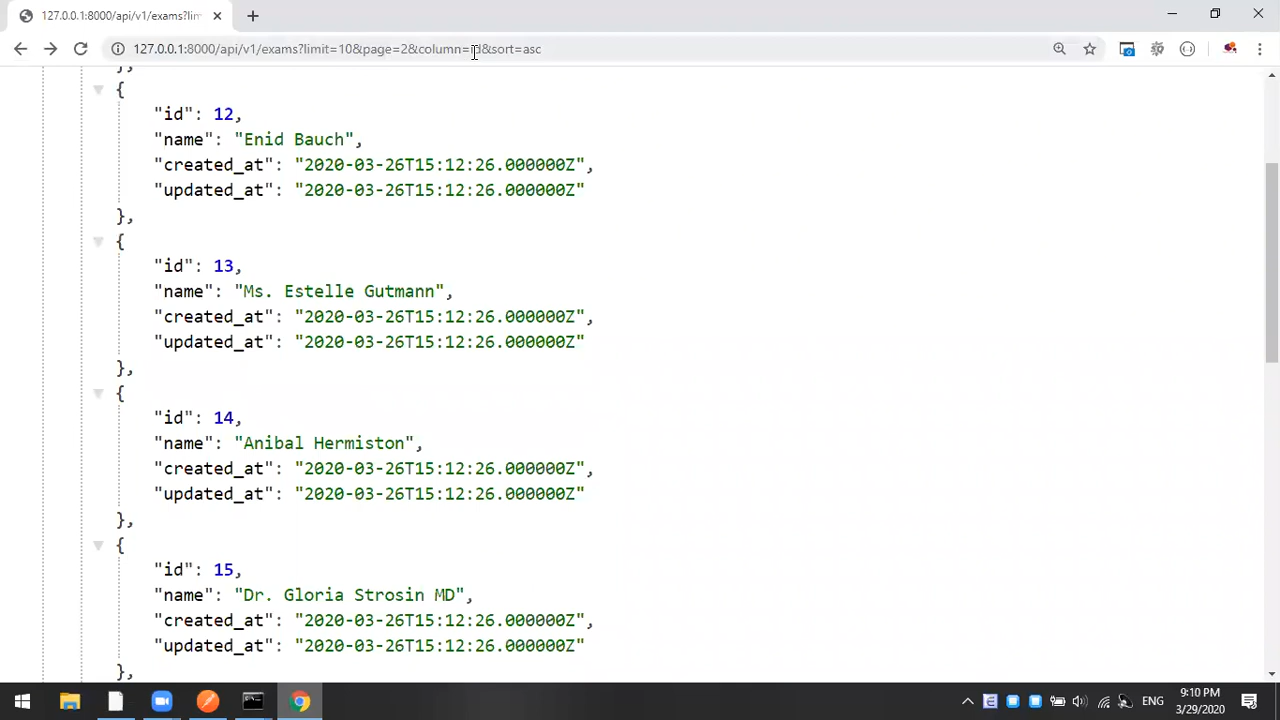 127.0.0.1:8000/api/v1/exams?lim
127.0.0.1:8000/api/v1/exams?limit=10&page=2&column=id&sort=asc
},
{
"id": 12,
"name": "Enid Bauch",
"created_at": "2020-03-26T15:12:26.000000Z",
"updated_at": "2020-03-26T15:12:26.000000Z"
},
{
"id": 13,
"name": "Ms. Estelle Gutmann",
"created_at": "2020-03-26T15:12:26.000000Z",
"updated_at": "2020-03-26T15:12:26.000000Z"
},
{
"id": 14,
"name": "Anibal Hermiston",
"created_at": "2020-03-26T15:12:26.000000Z",
"updated_at": "2020-03-26T15:12:26.000000Z"
},
{
"id": 15,
"name": "Dr. Gloria Strosin MD",
"created_at": "2020-03-26T15:12:26.000000Z",
"updated_at": "2020-03-26T15:12:26.000000Z"
},
ENG
9:10 PM
3/29/2020